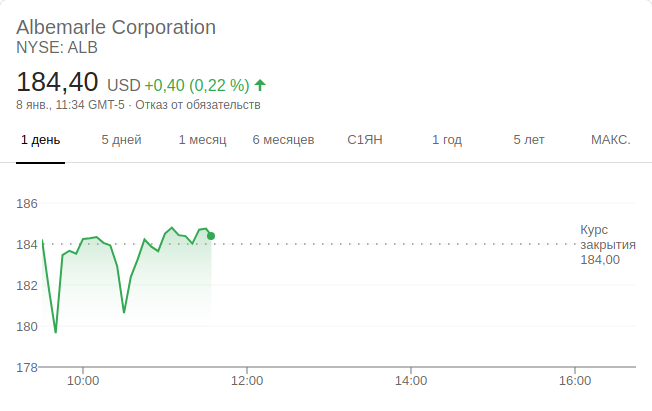 Albemarle Corporation
NYSE: ALB
184,40 USD +0,40 (0,22 %)
8 янв., 11:34 GMT-5 · Отказ от обязательств
1 день 5 дней 1 месяц 6 месяцев С1ЯН 1 год 5 лет МАКС.
186
Курс
184 закрытия
184,00
182
180
178
10:00 12:00 14:00 16:00